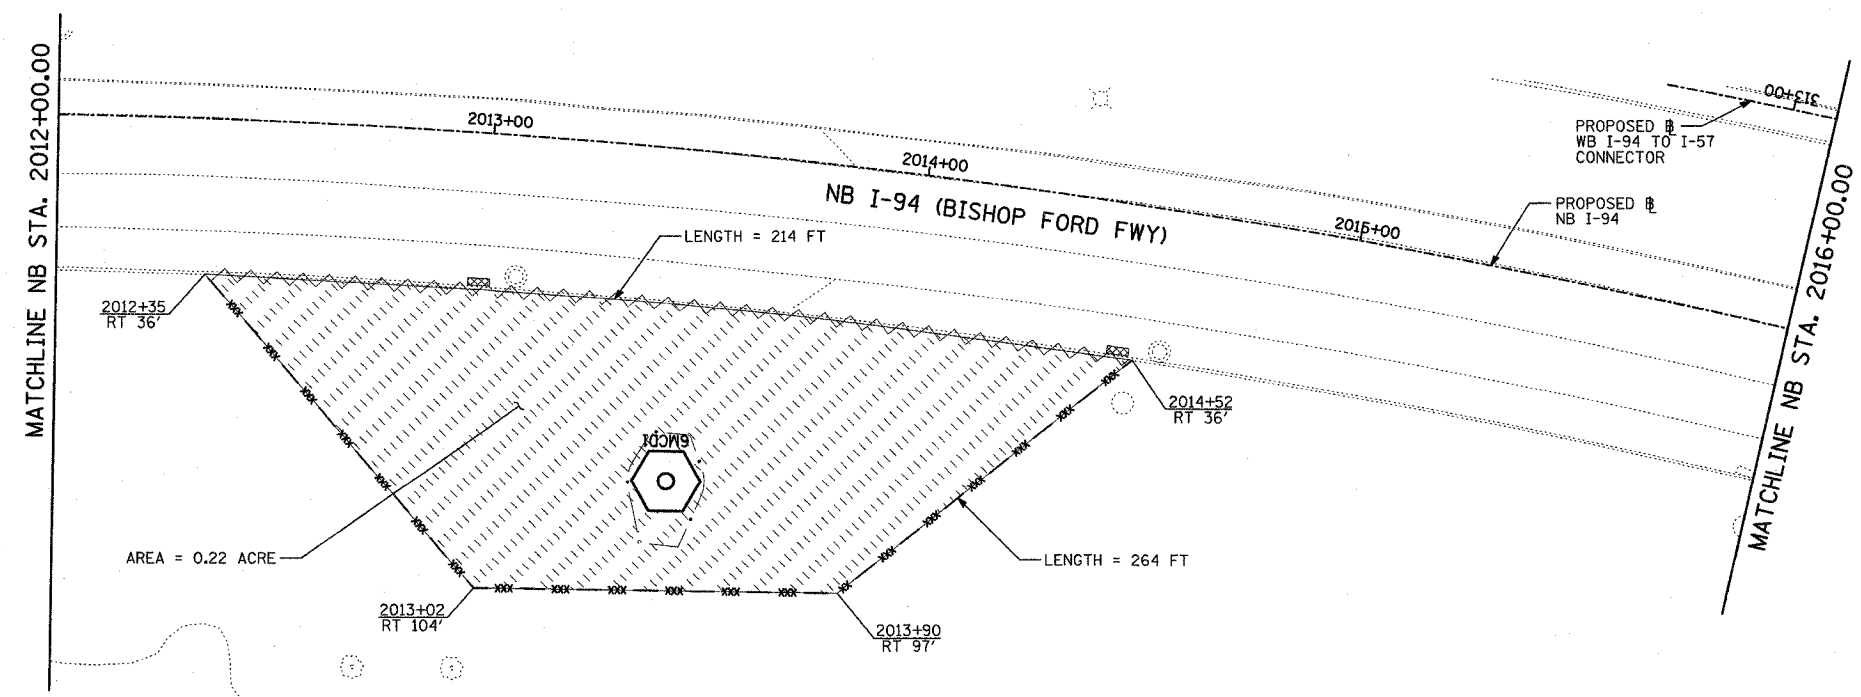 MATCHLINE NB STA. 2012+00.00
2013+00
2014+00
2015+00
313+00
PROPOSED ℄
WB I-94 TO I-57
CONNECTOR
PROPOSED ℄
NB I-94
NB I-94 (BISHOP FORD FWY)
LENGTH = 214 FT
2012+35
RT 36'
2014+52
RT 36'
6MCD1
AREA = 0.22 ACRE
LENGTH = 264 FT
2013+02
RT 104'
2013+90
RT 97'
MATCHLINE NB STA. 2016+00.00